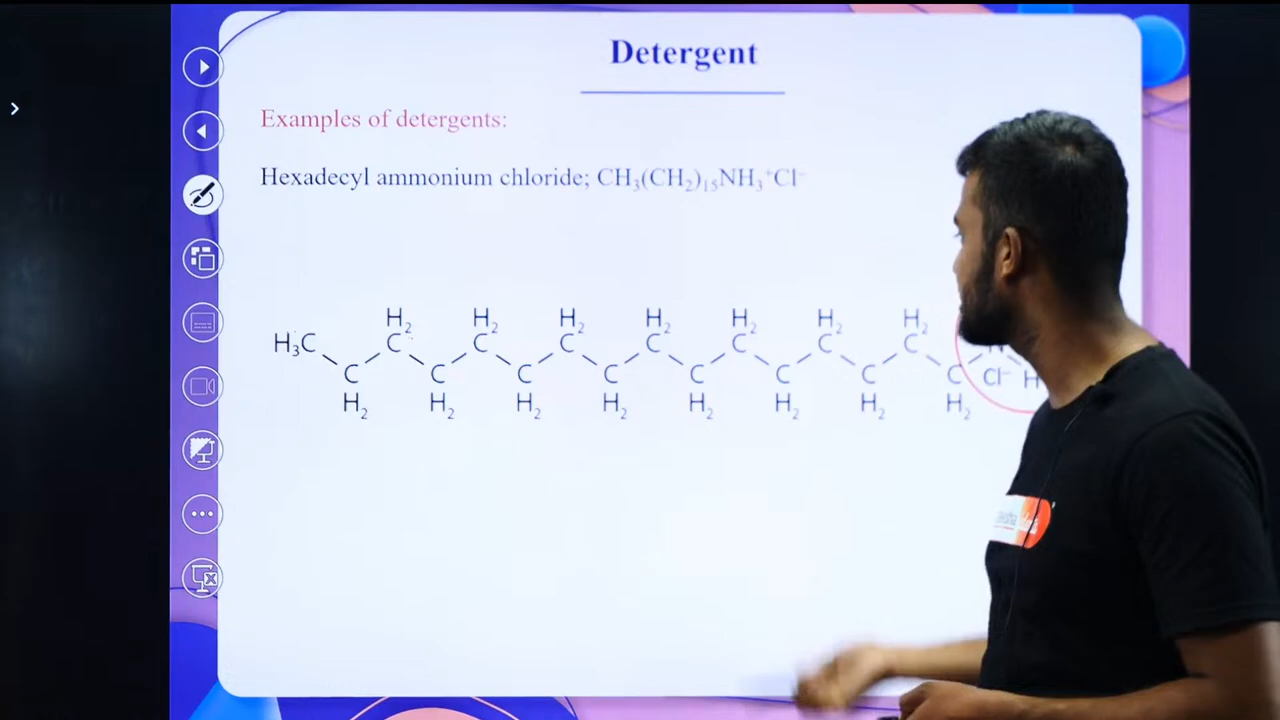 Detergent
Examples of detergents:
Hexadecyl ammonium chloride; CH₃(CH₂)₁₅NH₃⁺Cl⁻
H₂ H₂ H₂ H₂ H₂ H₂ H₂
H₃C C C C C C C C
C C C C C C C C Cl⁻ H
H₂ H₂ H₂ H₂ H₂ H₂ H₂ H₂